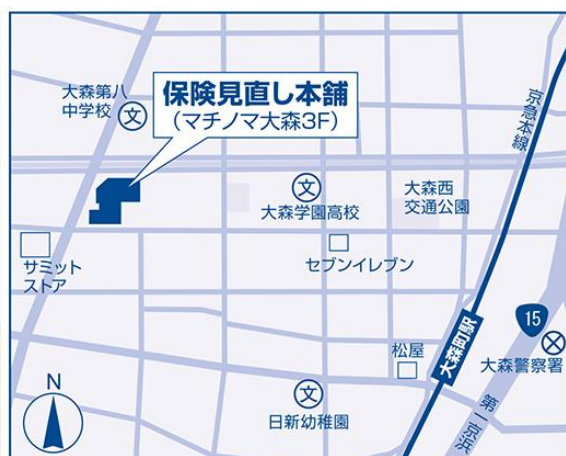 大森第八
中学校
文
保険見直し本舗
(マチノマ大森3F)
京急本線
文
大森学園高校
大森西
交通公園
サミット
ストア
セブンイレブン
15
大森町駅
松屋
大森警察署
N
文
日新幼稚園
第一京浜